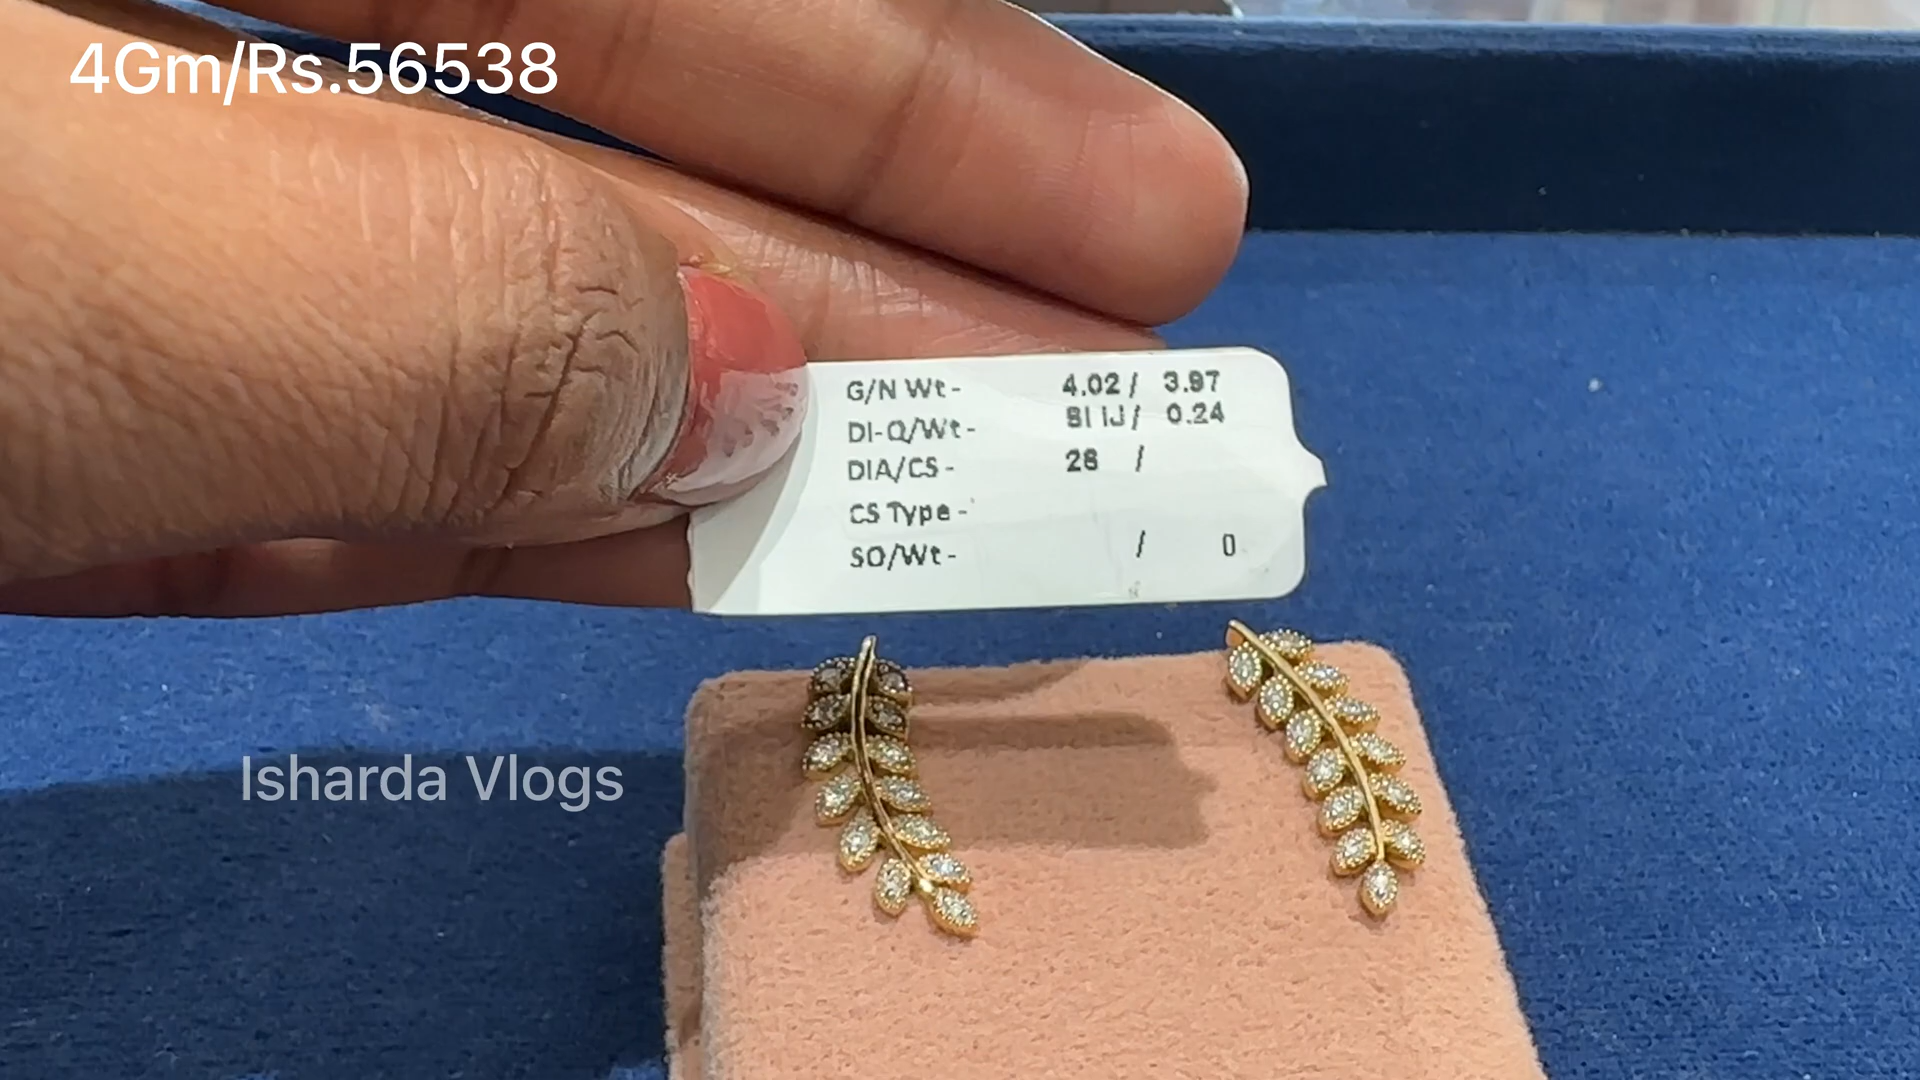 4Gm/Rs.56538
G/N Wt- 4.02 / 3.97
DI-Q/Wt- SI IJ / 0.24
DIA/CS - 28 /
CS Type -
SO/Wt- / 0
Isharda Vlogs